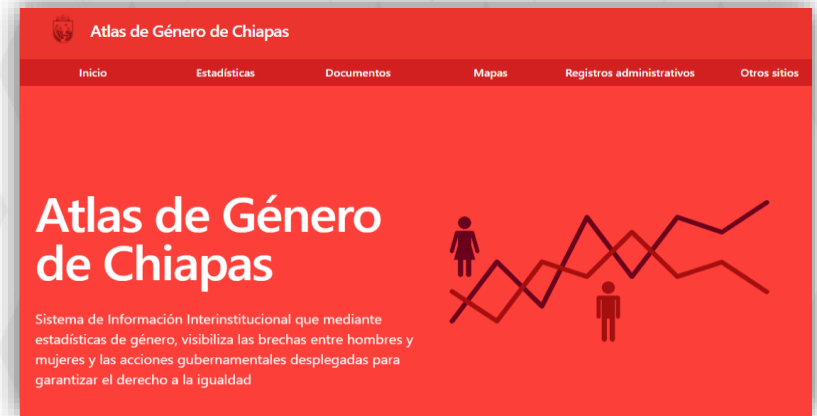 Atlas de Género de Chiapas
Inicio Estadísticas Documentos Mapas Registros administrativos Otros sitios
Atlas de Género
de Chiapas
Sistema de Información Interinstitucional que mediante
estadísticas de género, visibiliza las brechas entre hombres y
mujeres y las acciones gubernamentales desplegadas para
garantizar el derecho a la igualdad